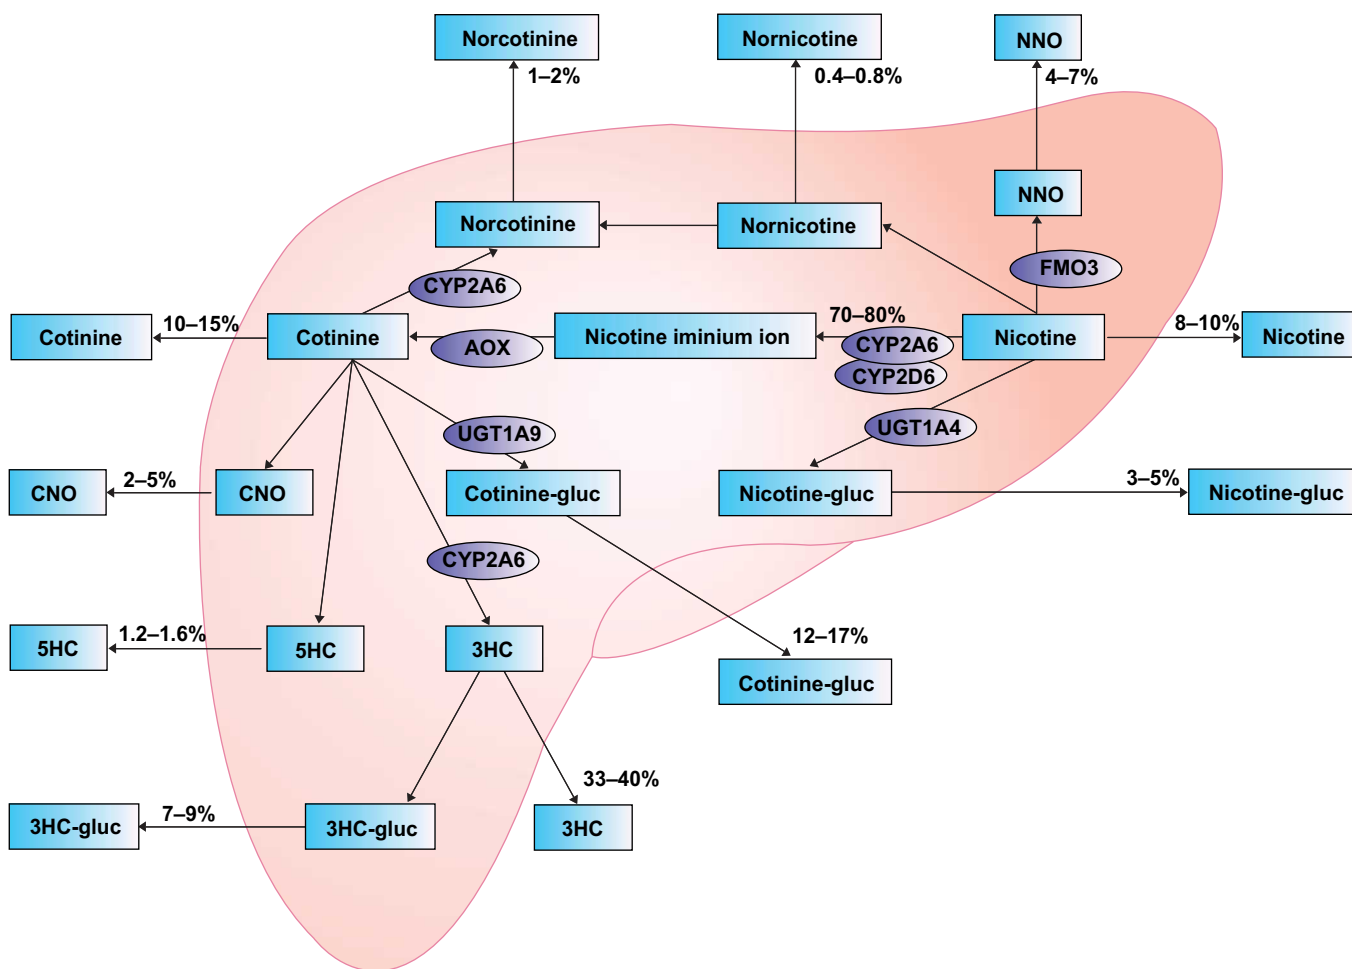 Norcotinine
Nornicotine
NNO
1–2%
0.4–0.8%
4–7%
NNO
Norcotinine
Nornicotine
FMO3
CYP2A6
10–15%
70–80%
8–10%
Cotinine
Cotinine
AOX
Nicotine iminium ion
CYP2A6
CYP2D6
Nicotine
Nicotine
UGT1A9
UGT1A4
2–5%
3–5%
CNO
CNO
Cotinine-gluc
Nicotine-gluc
Nicotine-gluc
CYP2A6
1.2–1.6%
12–17%
5HC
5HC
3HC
Cotinine-gluc
33–40%
7–9%
3HC-gluc
3HC-gluc
3HC